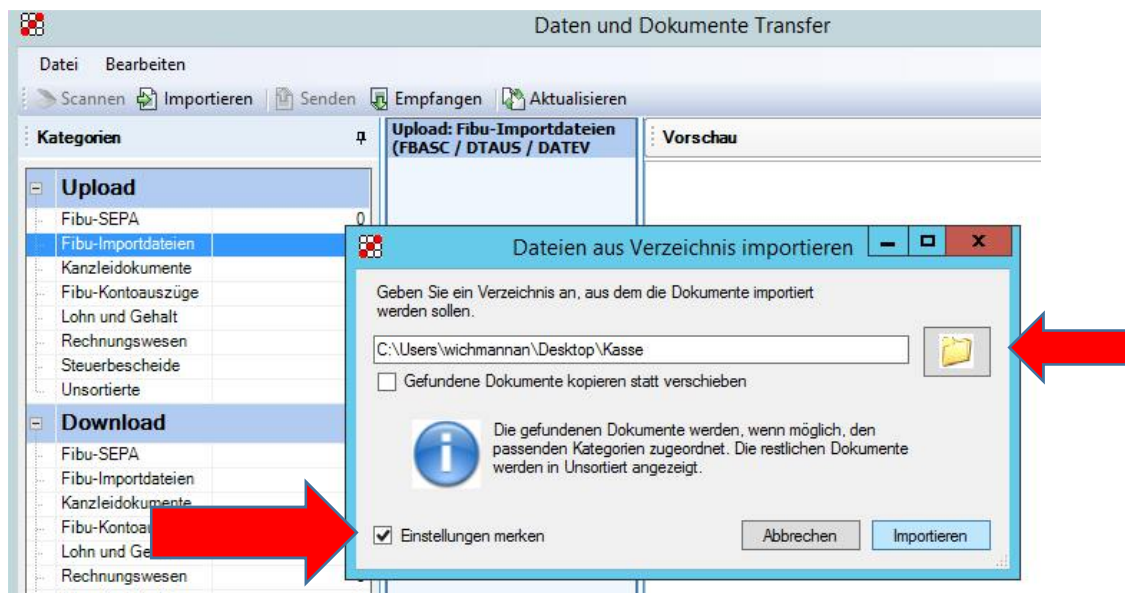 Daten und Dokumente Transfer
Datei Bearbeiten
Scannen Importieren Senden Empfangen Aktualisieren
Kategorien
Upload: Fibu-Importdateien
(FBASC / DTAUS / DATEV
Vorschau
Upload
Fibu-SEPA 0
Fibu-Importdateien
Kanzleidokumente
Fibu-Kontoauszüge
Lohn und Gehalt
Rechnungswesen
Steuerbescheide
Unsortierte
Download
Fibu-SEPA
Fibu-Importdateien
Kanzleidokumente
Fibu-Kontoau
Lohn und Ge
Rechnungswesen
Dateien aus Verzeichnis importieren
Geben Sie ein Verzeichnis an, aus dem die Dokumente importiert
werden sollen.
C:\Users\wichmannan\Desktop\Kasse
Gefundene Dokumente kopieren statt verschieben
Die gefundenen Dokumente werden, wenn möglich, den
passenden Kategorien zugeordnet. Die restlichen Dokumente
werden in Unsortiert angezeigt.
Einstellungen merken
Abbrechen Importieren